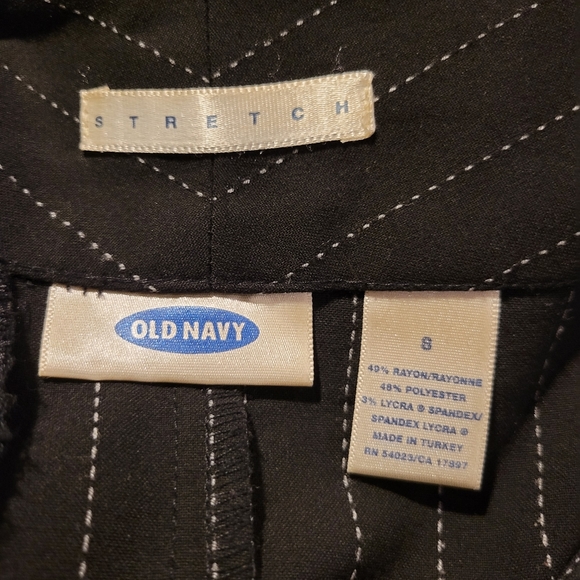 STRETCH
OLD NAVY
S
49% RAYON/RAYONNE
48% POLYESTER
3% LYCRA ® SPANDEX/
SPANDEX LYCRA ®
MADE IN TURKEY
RN 54023/CA 17897